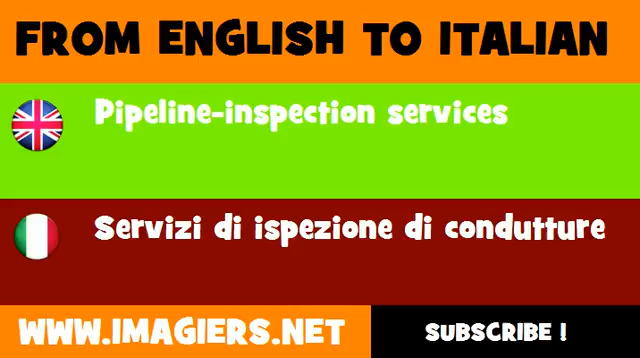 FROM ENGLISH TO ITALIAN
Pipeline-inspection services
Servizi di ispezione di condutture
WWW.IMAGIERS.NET
SUBSCRIBE !